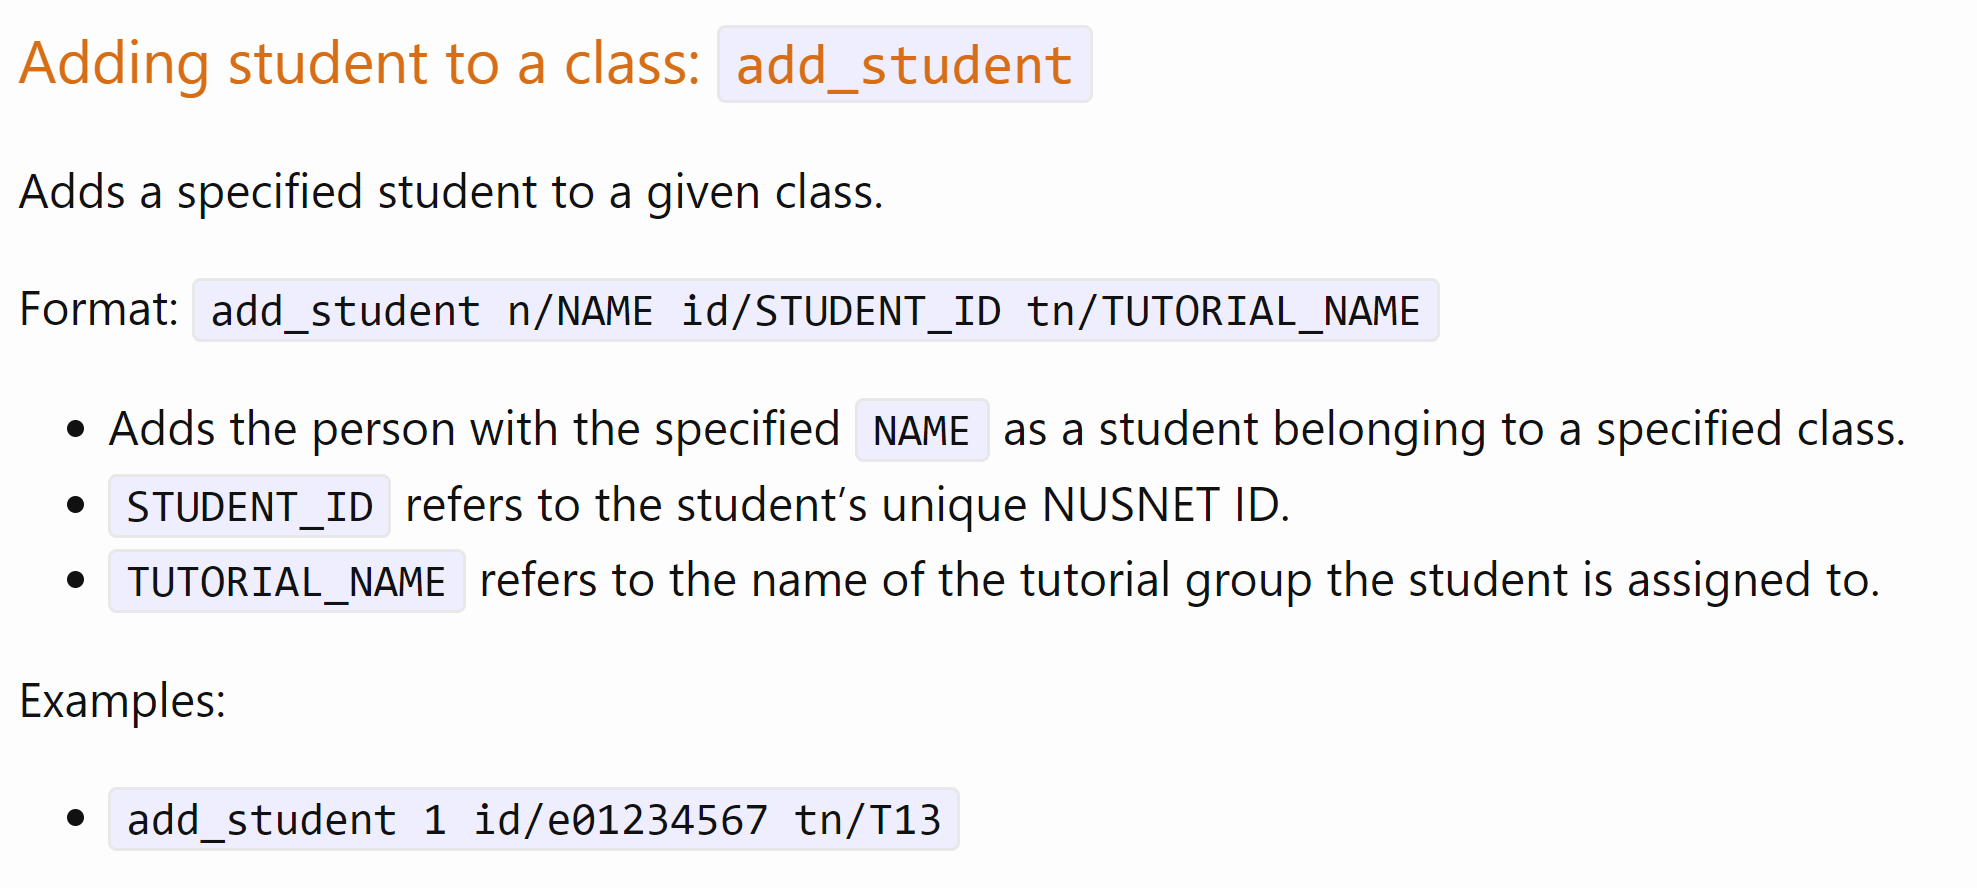 Adding student to a class: add_student
Adds a specified student to a given class.
Format: add_student n/NAME id/STUDENT_ID tn/TUTORIAL_NAME
• Adds the person with the specified NAME as a student belonging to a specified class.
• STUDENT_ID refers to the student’s unique NUSNET ID.
• TUTORIAL_NAME refers to the name of the tutorial group the student is assigned to.
Examples:
• add_student 1 id/e01234567 tn/T13